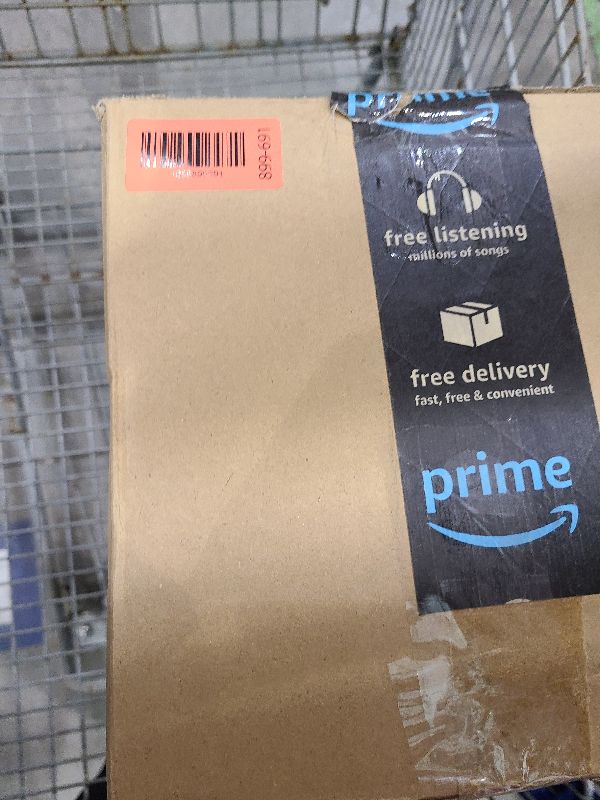 899-691
prime
free listening
millions of songs
free delivery
fast, free & convenient
prime